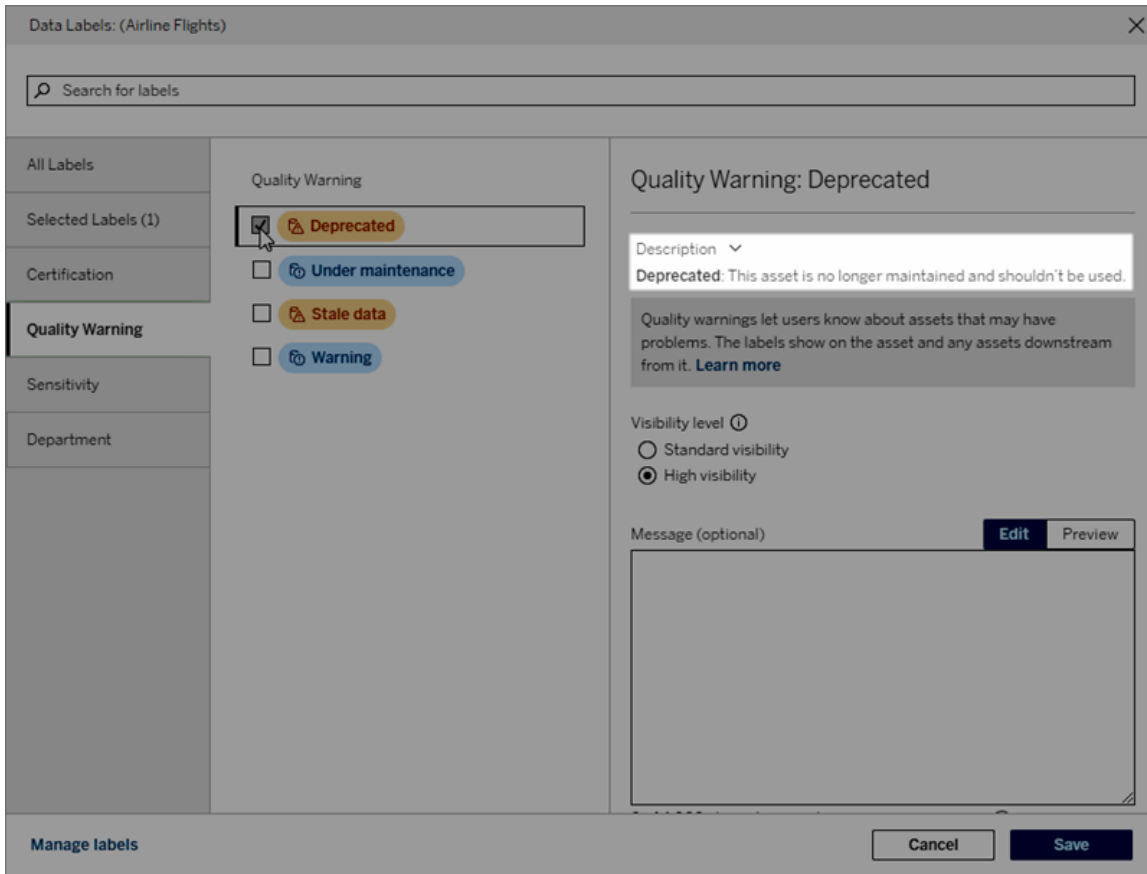 Data Labels: (Airline Flights)
Search for labels
All Labels
Selected Labels (1)
Certification
Quality Warning
Sensitivity
Department
Quality Warning
Deprecated
Under maintenance
Stale data
Warning
Quality Warning: Deprecated
Description
Deprecated: This asset is no longer maintained and shouldn't be used.
Quality warnings let users know about assets that may have
problems. The labels show on the asset and any assets downstream
from it. Learn more
Visibility level
Standard visibility
High visibility
Message (optional)
Edit
Preview
Manage labels
Cancel
Save